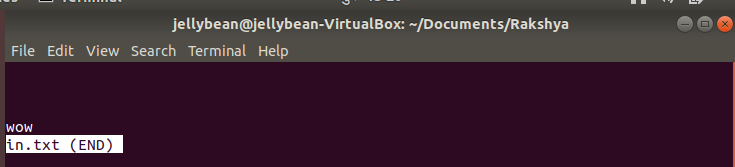 jellybean@jellybean-VirtualBox: ~/Documents/Rakshya
File Edit View Search Terminal Help
wow
in.txt (END)